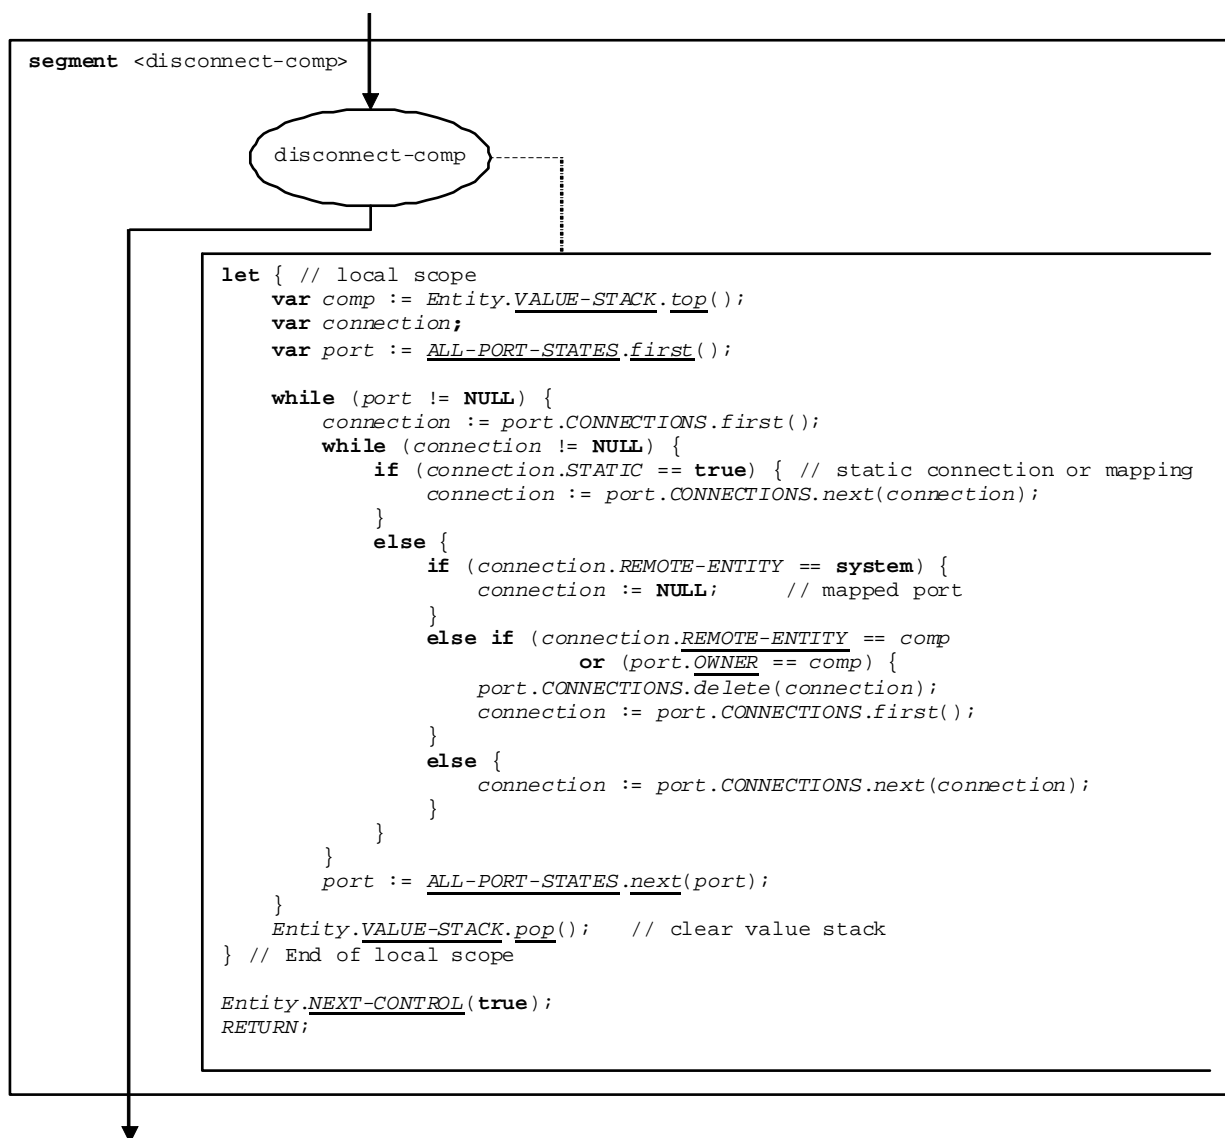 segment <disconnect-comp>
disconnect-comp
let { // local scope
var comp := Entity.VALUE-STACK.top();
var connection;
var port := ALL-PORT-STATES.first();
while (port != NULL) {
connection := port.CONNECTIONS.first();
while (connection != NULL) {
if (connection.STATIC == true) { // static connection or mapping
connection := port.CONNECTIONS.next(connection);
}
else {
if (connection.REMOTE-ENTITY == system) {
connection := NULL; // mapped port
}
else if (connection.REMOTE-ENTITY == comp
or (port.OWNER == comp) {
port.CONNECTIONS.delete(connection);
connection := port.CONNECTIONS.first();
}
else {
connection := port.CONNECTIONS.next(connection);
}
}
}
port := ALL-PORT-STATES.next(port);
}
Entity.VALUE-STACK.pop(); // clear value stack
} // End of local scope
Entity.NEXT-CONTROL(true);
RETURN;